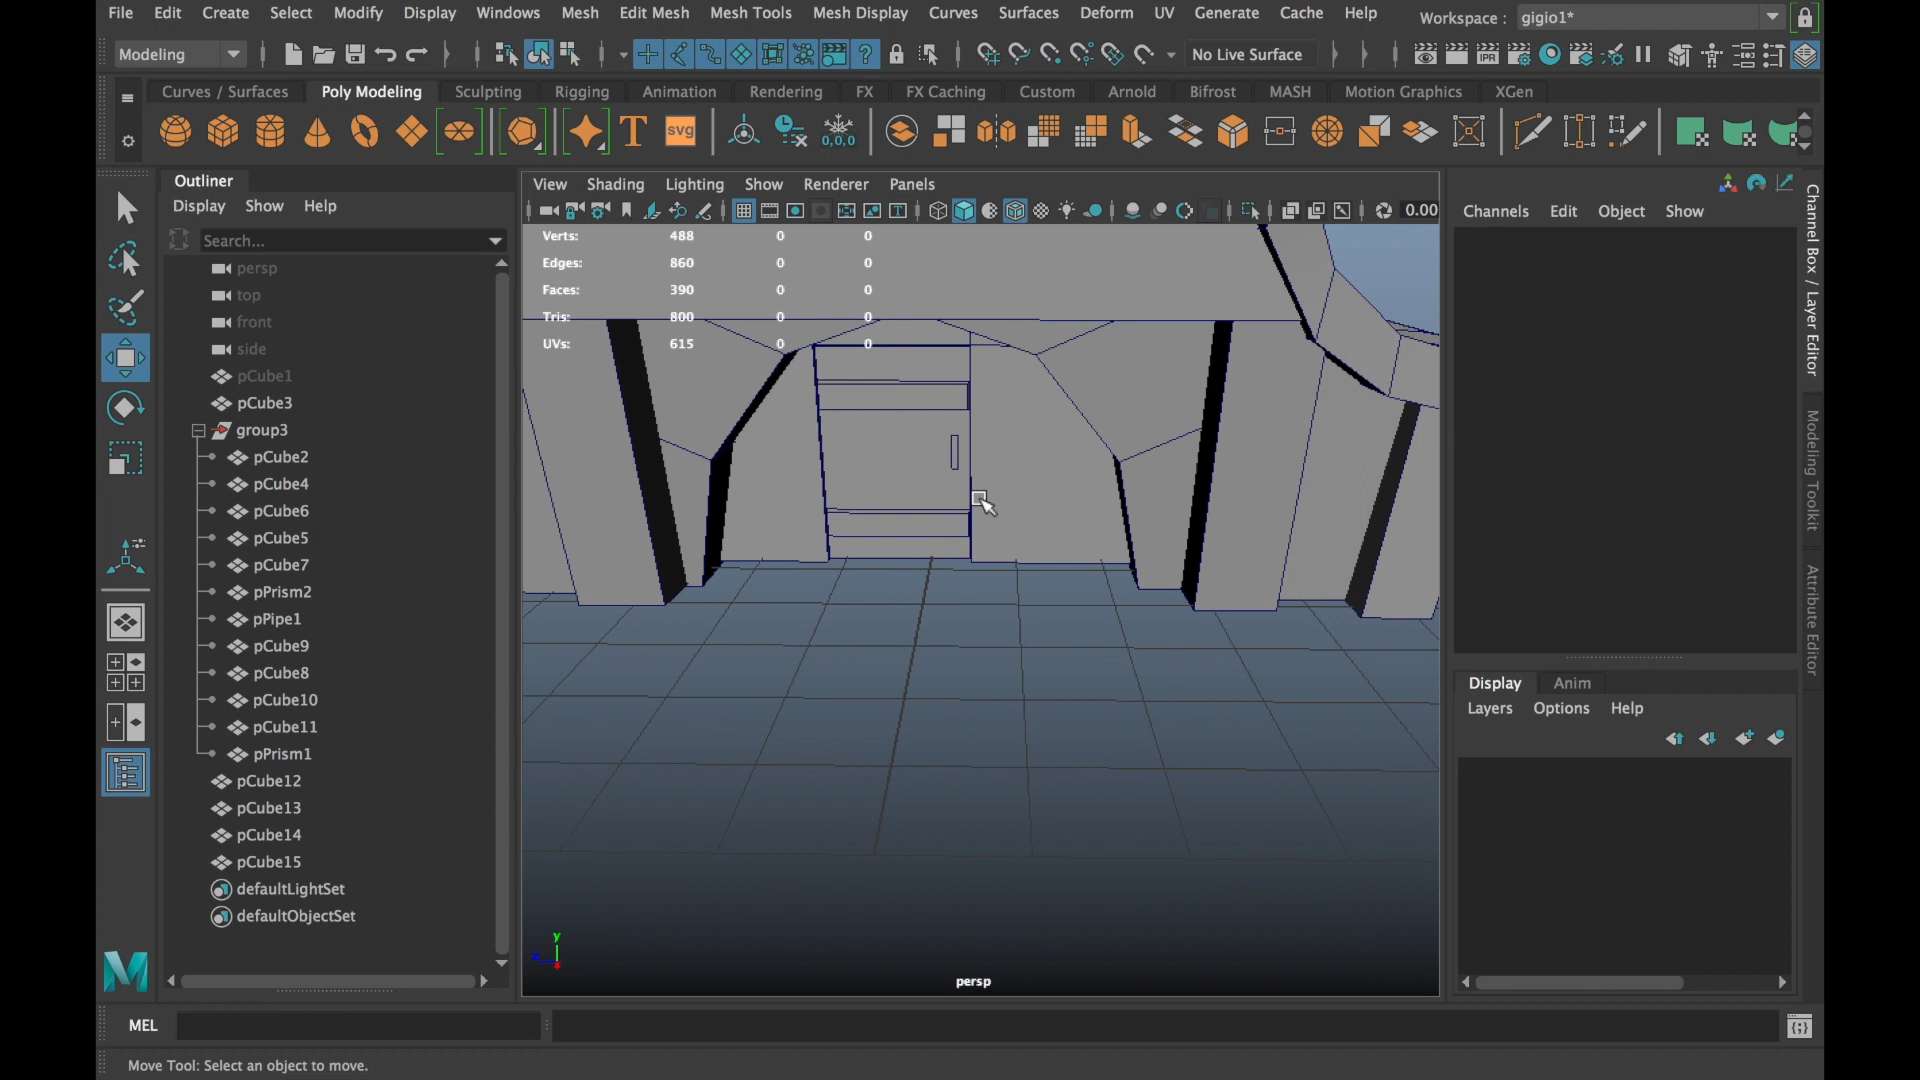 File Edit Create Select Modify Display Windows Mesh Edit Mesh Mesh Tools Mesh Display Curves Surfaces Deform UV Generate Cache Help Workspace : gigio1*
Modeling No Live Surface IPR
Curves / Surfaces Poly Modeling Sculpting Rigging Animation Rendering FX FX Caching Custom Arnold Bifrost MASH Motion Graphics XGen
T svg 0,0,0
Outliner
Display Show Help
Search...
persp
top
front
side
pCube1
pCube3
group3
pCube2
pCube4
pCube6
pCube5
pCube7
pPrism2
pPipe1
pCube9
pCube8
pCube10
pCube11
pPrism1
pCube12
pCube13
pCube14
pCube15
defaultLightSet
defaultObjectSet
View Shading Lighting Show Renderer Panels
0.00
Verts: 488 0 0
Edges: 860 0 0
Faces: 390 0 0
Tris: 800 0 0
UVs: 615 0 0
y
z
persp
Channels Edit Object Show
Channel Box / Layer Editor
Modeling Toolkit
Attribute Editor
Display Anim
Layers Options Help
MEL
Move Tool: Select an object to move.